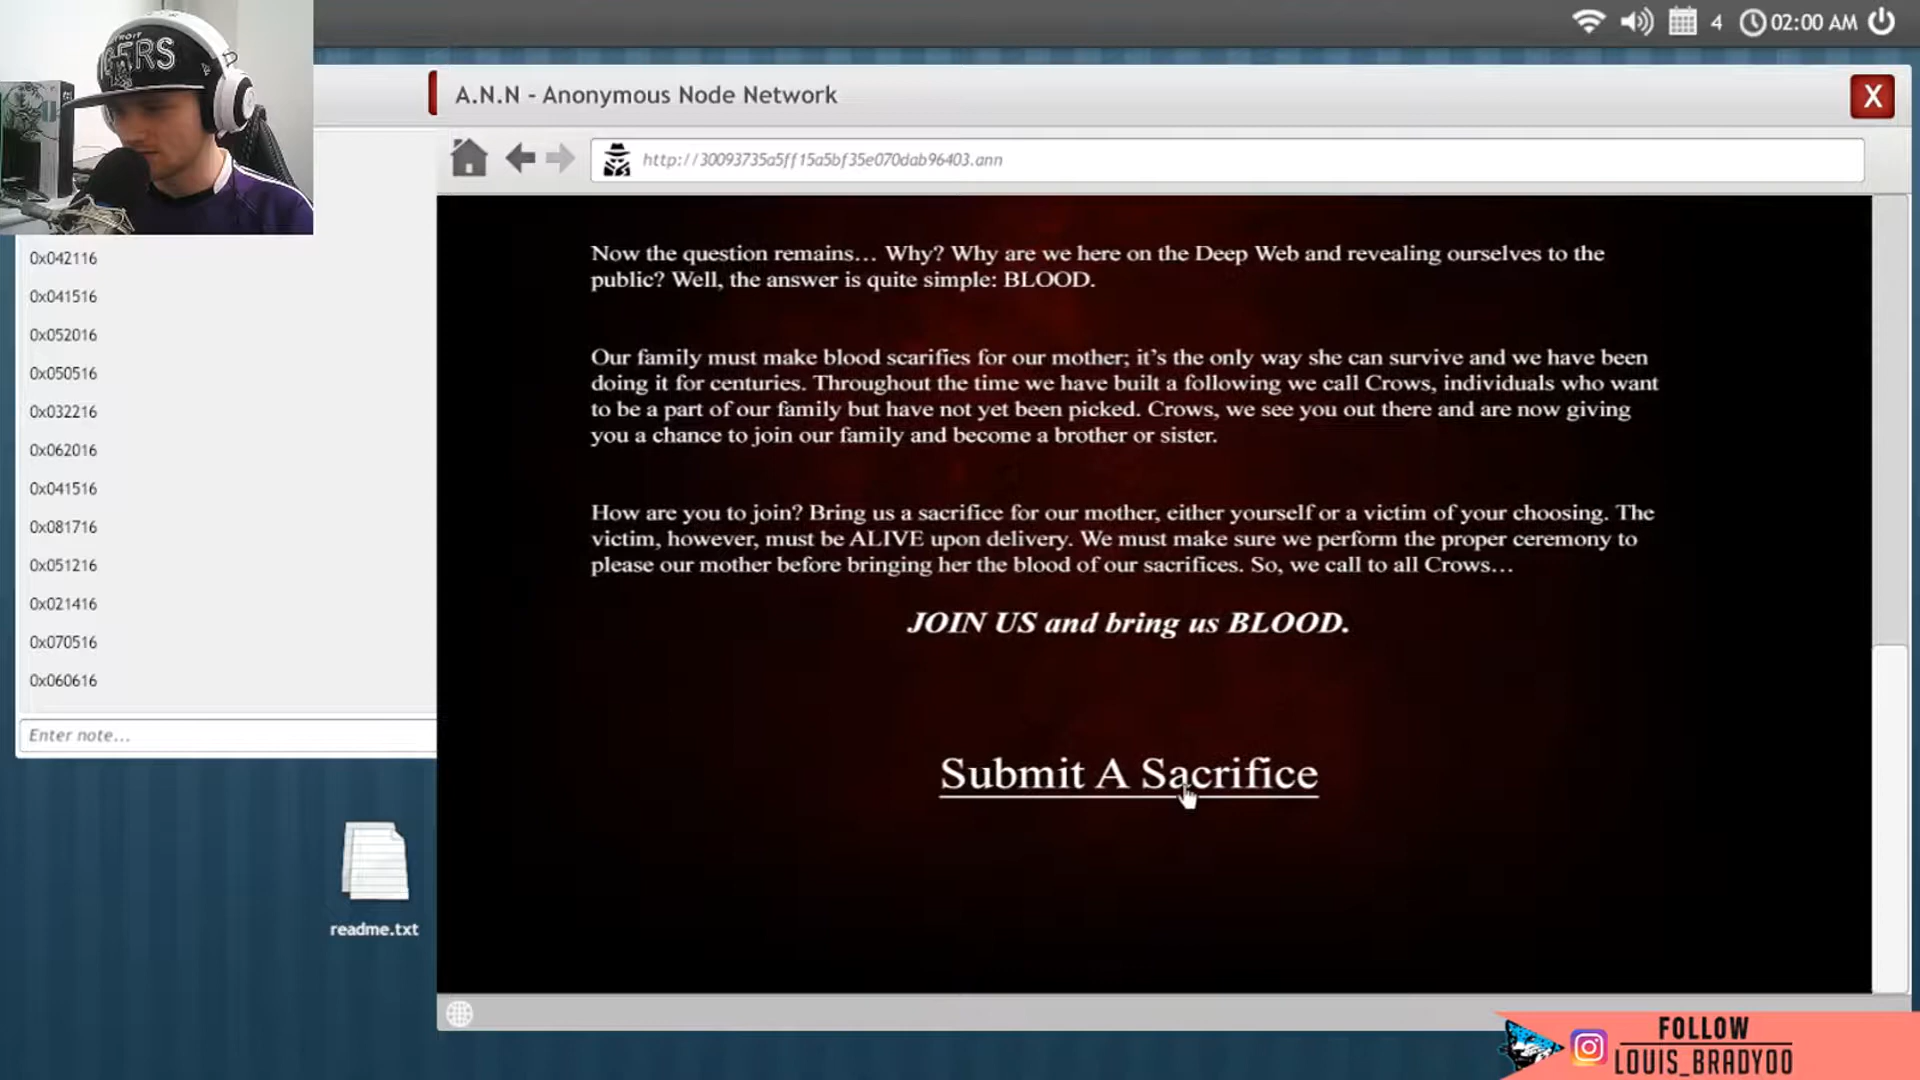 4 02:00 AM
A.N.N - Anonymous Node Network
X
http://30093735a5ff15a5bf35e070dab96403.ann
0x042116
0x041516
0x052016
0x050516
0x032216
0x062016
0x041516
0x081716
0x051216
0x021416
0x070516
0x060616
Enter note...
readme.txt
Now the question remains... Why? Why are we here on the Deep Web and revealing ourselves to the
public? Well, the answer is quite simple: BLOOD.
Our family must make blood scarifies for our mother; it's the only way she can survive and we have been
doing it for centuries. Throughout the time we have built a following we call Crows, individuals who want
to be a part of our family but have not yet been picked. Crows, we see you out there and are now giving
you a chance to join our family and become a brother or sister.
How are you to join? Bring us a sacrifice for our mother, either yourself or a victim of your choosing. The
victim, however, must be ALIVE upon delivery. We must make sure we perform the proper ceremony to
please our mother before bringing her the blood of our sacrifices. So, we call to all Crows...
JOIN US and bring us BLOOD.
Submit A Sacrifice
FOLLOW
LOUIS_BRADYOO